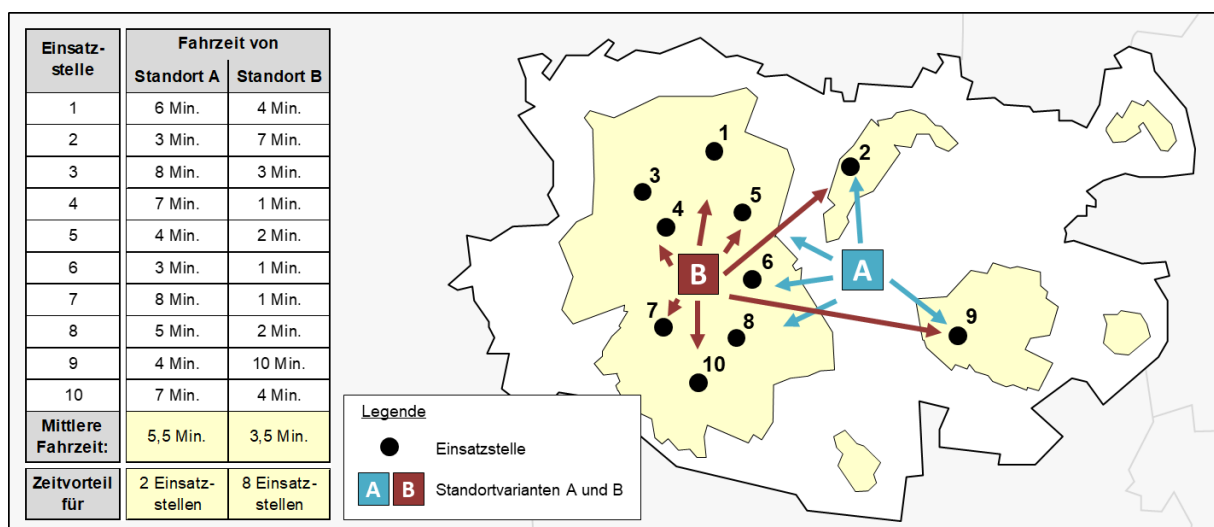 Einsatz-
stelle
Fahrzeit von
Standort A Standort B
1 6 Min. 4 Min.
2 3 Min. 7 Min.
3 8 Min. 3 Min.
4 7 Min. 1 Min.
5 4 Min. 2 Min.
6 3 Min. 1 Min.
7 8 Min. 1 Min.
8 5 Min. 2 Min.
9 4 Min. 10 Min.
10 7 Min. 4 Min.
Mittlere
Fahrzeit:
5,5 Min. 3,5 Min.
Zeitvorteil
für
2 Einsatz-
stellen
8 Einsatz-
stellen
1
2
3
4
5
B
6
A
7
8
9
10
Legende
Einsatzstelle
A B Standortvarianten A und B